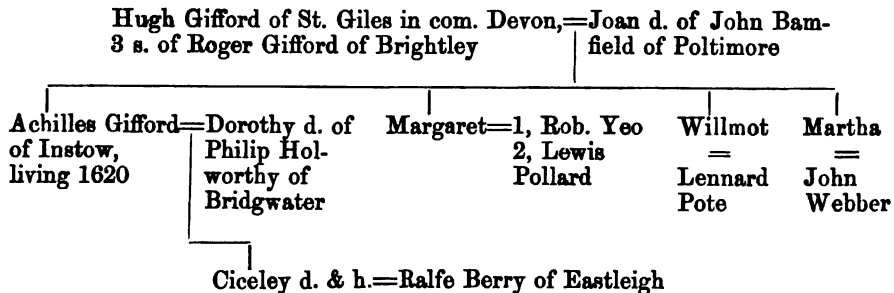 Hugh Gifford of St. Giles in com. Devon,=Joan d. of John Bam-
3 s. of Roger Gifford of Brightley field of Poltimore
Achilles Gifford=Dorothy d. of
of Instow, Philip Hol-
living 1620 worthy of
Bridgwater
Margaret=1, Rob. Yeo
2, Lewis
Pollard
Willmot
=
Lennard
Pote
Martha
=
John
Webber
Ciceley d. & h.=Ralfe Berry of Eastleigh